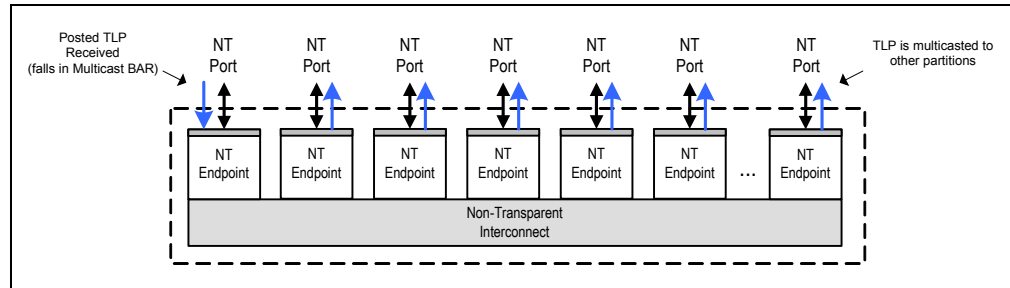 Posted TLP
Received
(falls in Multicast BAR)
NT
Port
NT
Port
NT
Port
NT
Port
NT
Port
NT
Port
NT
Port
TLP is multicasted to
other partitions
NT
Endpoint
NT
Endpoint
NT
Endpoint
NT
Endpoint
NT
Endpoint
NT
Endpoint
...
NT
Endpoint
Non-Transparent
Interconnect